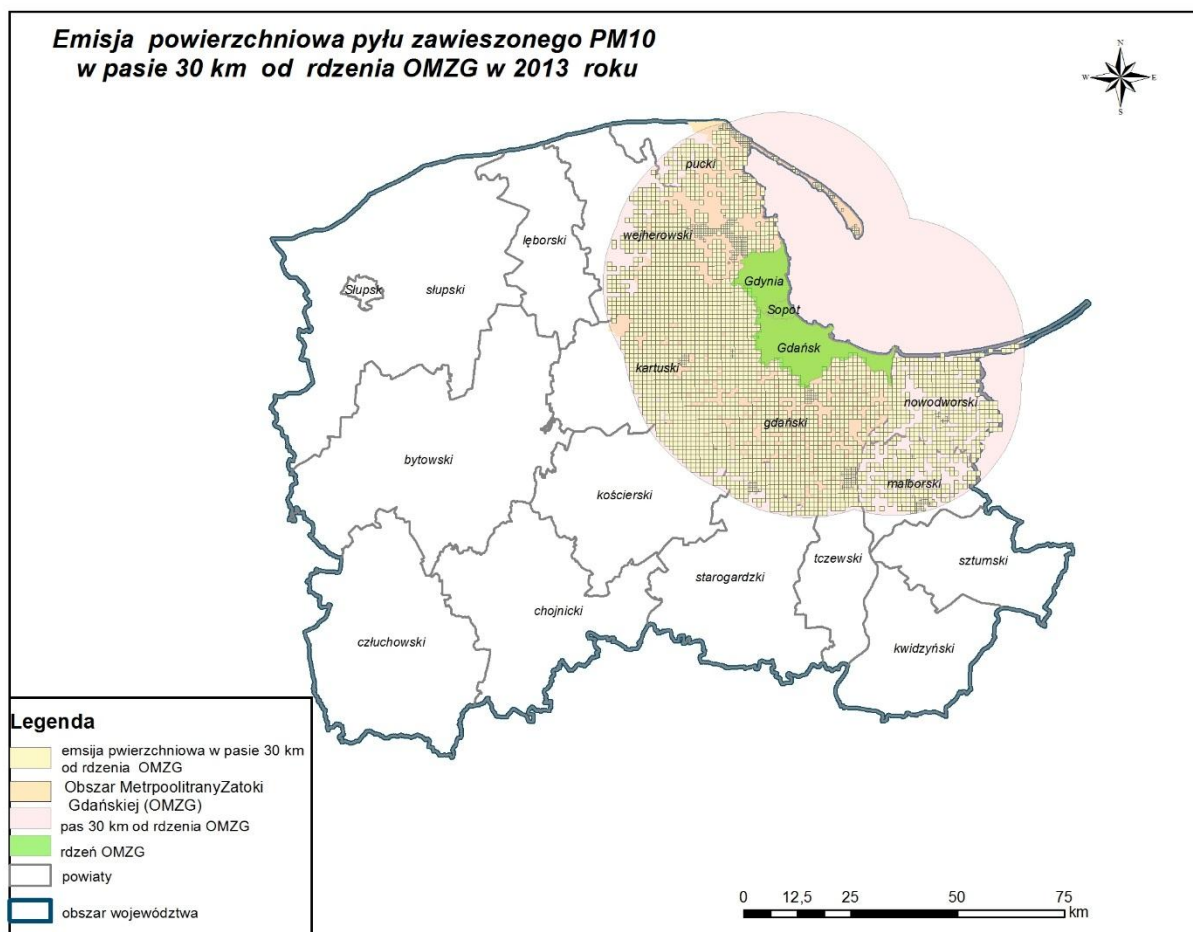 Emisja powierzchniowa pyłu zawieszonego PM10
w pasie 30 km od rdzenia OMZG w 2013 roku
N
W
E
S
pucki
wejherowski
lęborski
Słupsk
słupski
Gdynia
Sopot
Gdańsk
kartuski
nowodworski
gdański
bytowski
kościerski
malborski
tczewski
sztumski
starogardzki
chojnicki
człuchowski
kwidzyński
Legenda
emsija pwierzchniowa w pasie 30 km
od rdzenia OMZG
Obszar MetrpoolitranyZatoki
Gdańskiej (OMZG)
pas 30 km od rdzenia OMZG
rdzeń OMZG
powiaty
obszar województwa
0 12,5 25 50 75
km